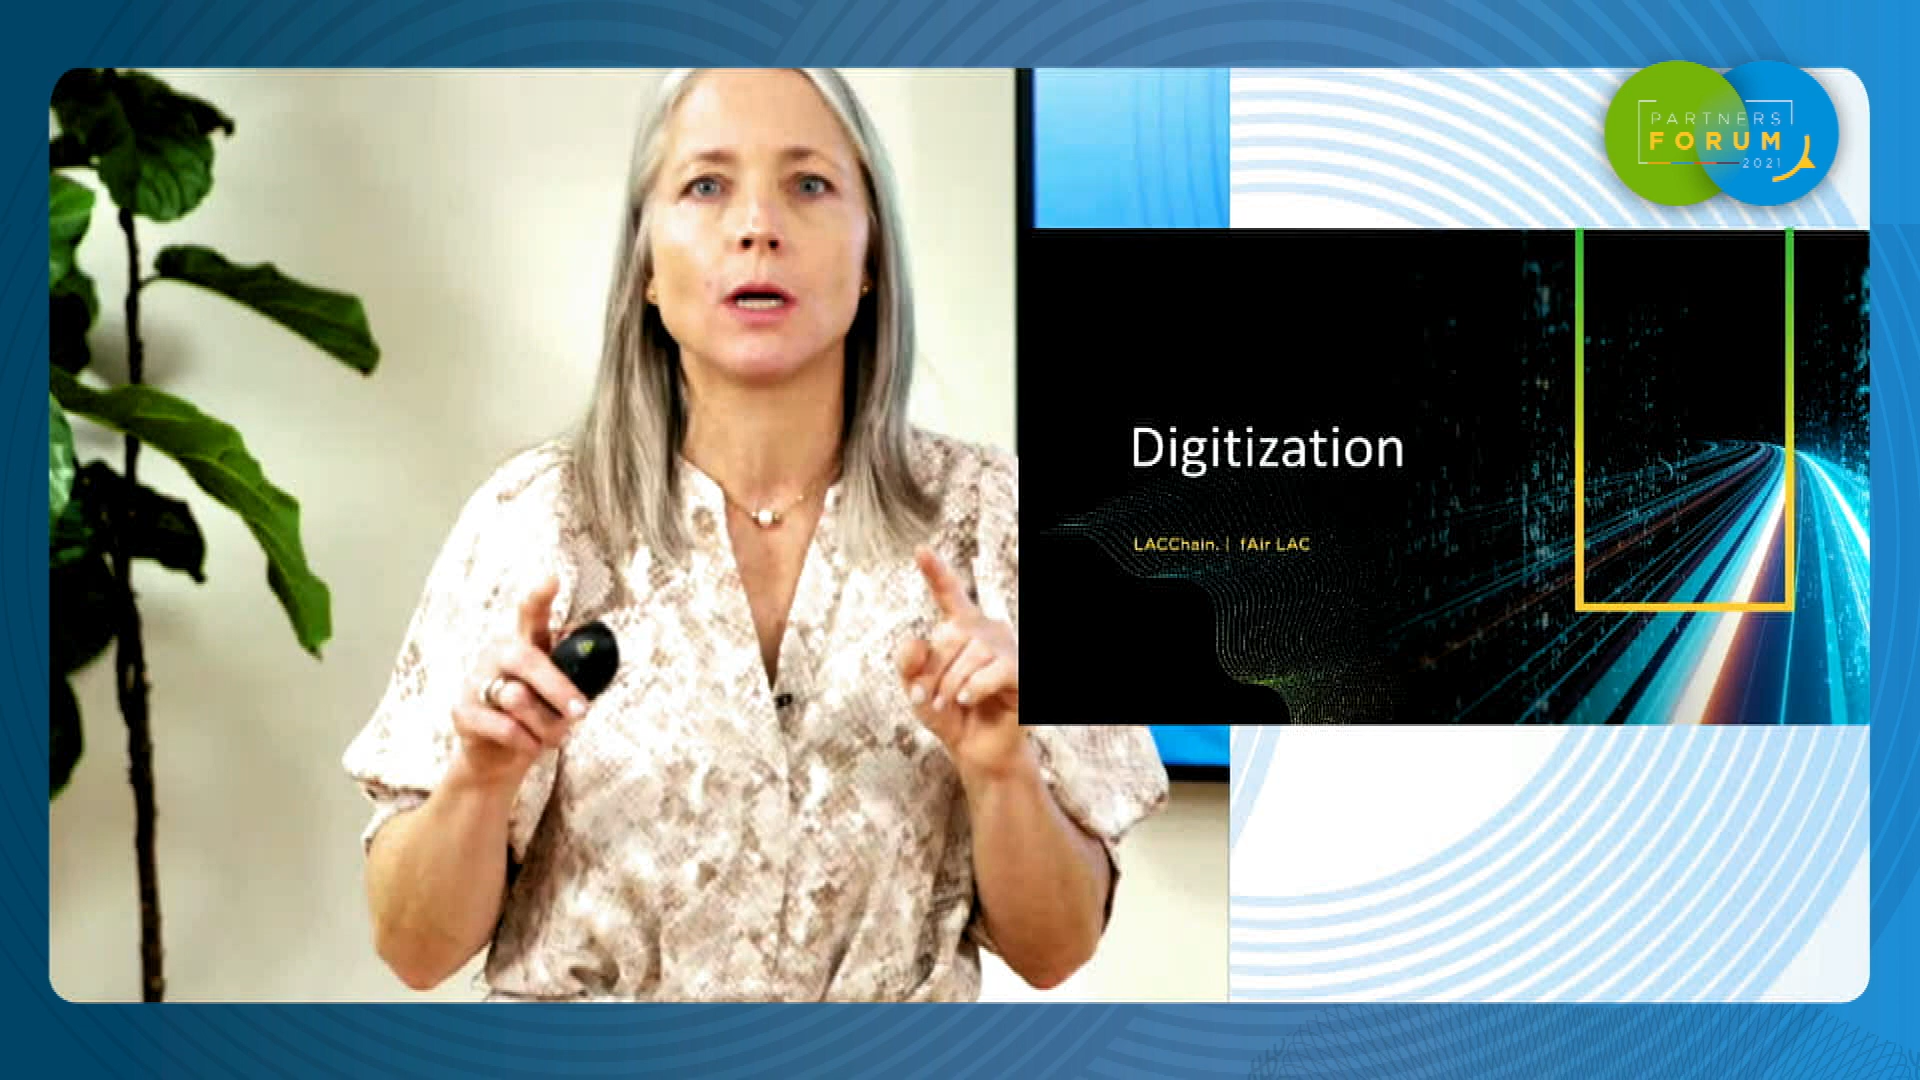 PARTNERS
FORUM
2021
Digitization
LACChain. | fAir LAC